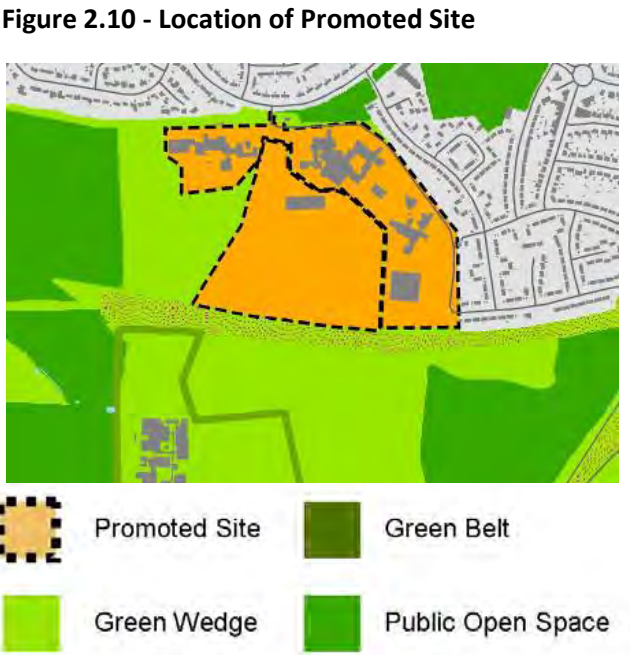 Figure 2.10 - Location of Promoted Site
Promoted Site
Green Belt
Green Wedge
Public Open Space